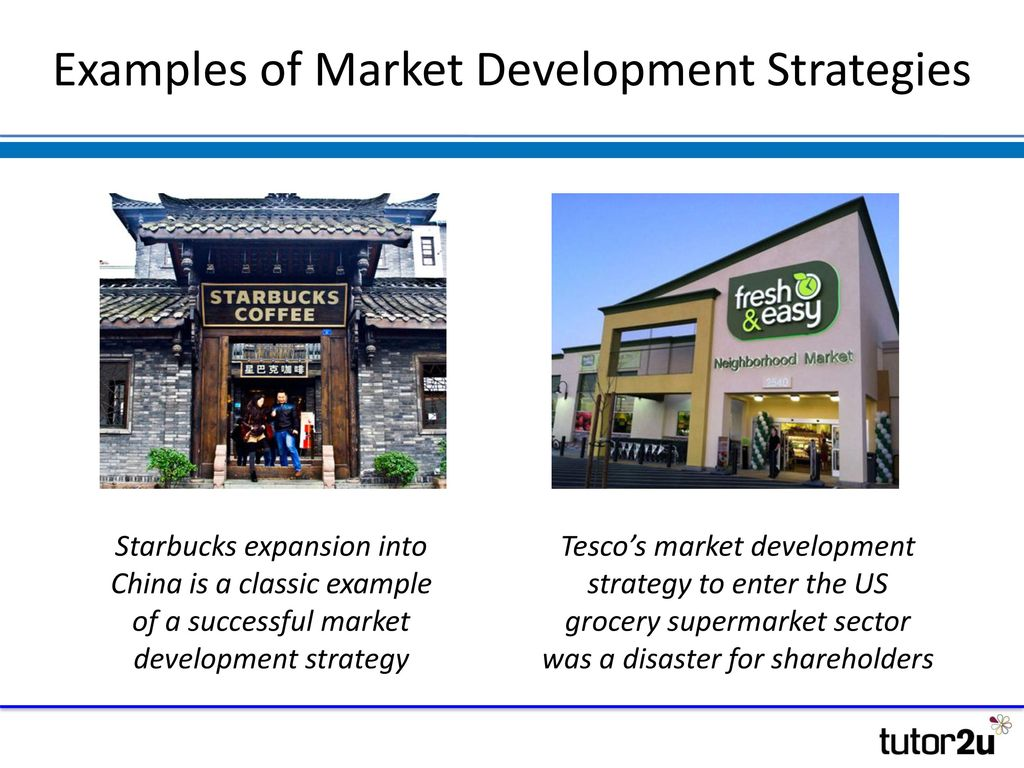 Examples of Market Development Strategies
STARBUCKS
COFFEE
星巴克咖啡
fresh
& easy
Neighborhood Market
2540
Starbucks expansion into
China is a classic example
of a successful market
development strategy
Tesco’s market development
strategy to enter the US
grocery supermarket sector
was a disaster for shareholders
tutor2u